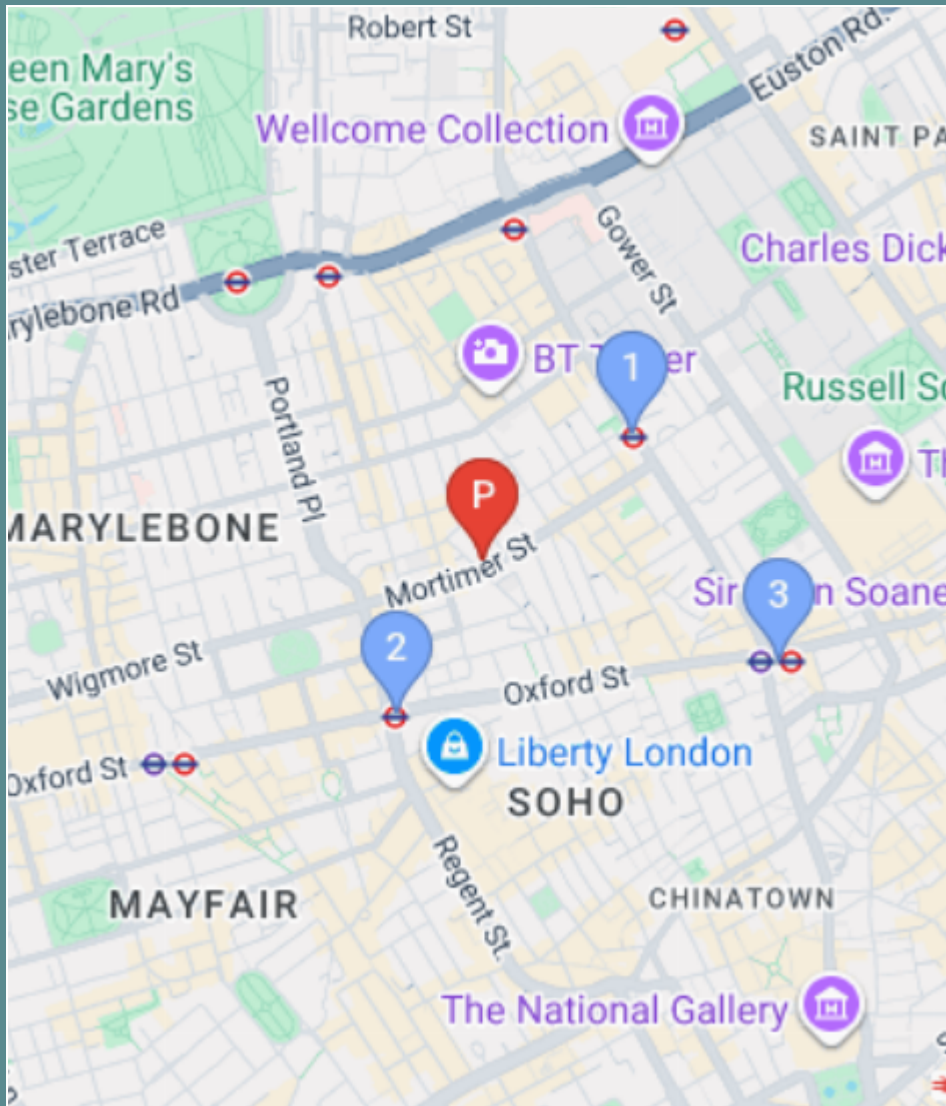 Robert St
Euston Rd.
een Mary's
se Gardens
Wellcome Collection
SAINT PA
Gower St
ster Terrace
Charles Dick
rylebone Rd
BT T er
1
Portland Pl
Russell So
P
Th
MARYLEBONE
Mortimer St
Sir n Soane
3
2
Wigmore St
Oxford St
Oxford St
Liberty London
SOHO
Regent St.
MAYFAIR
CHINATOWN
The National Gallery